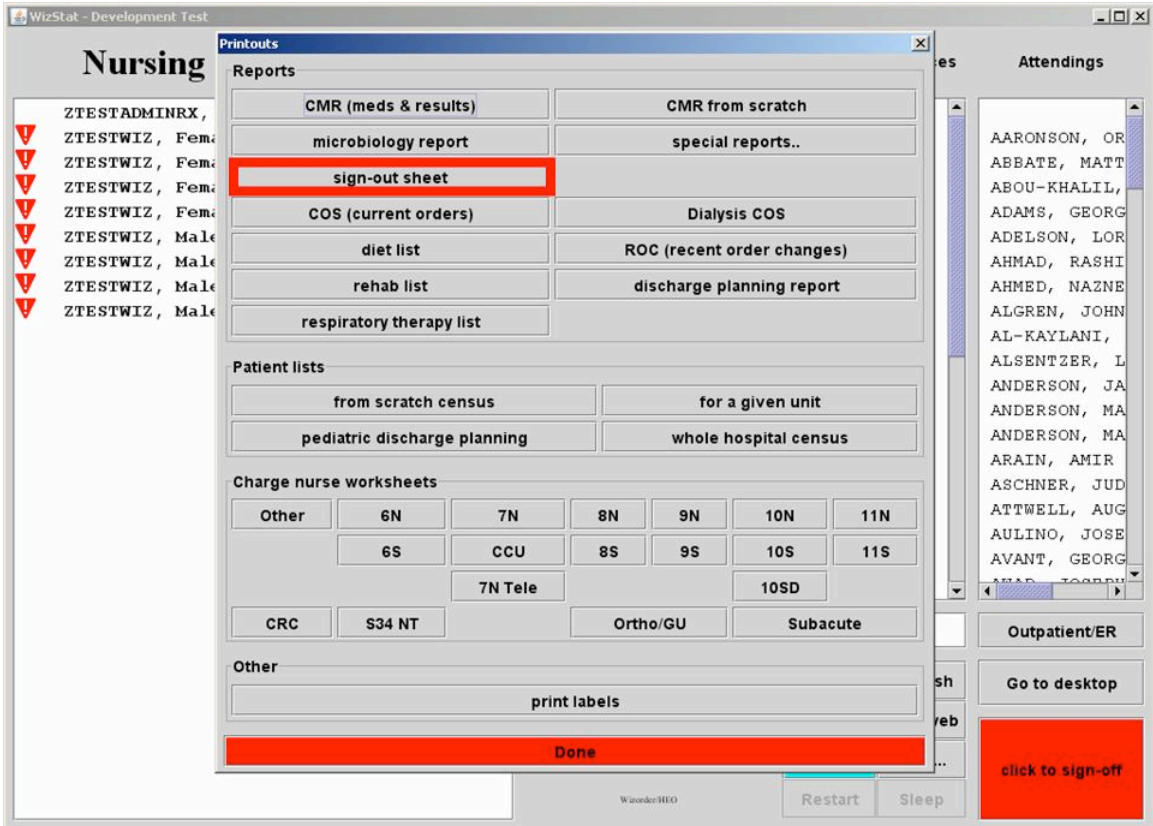 WizStat - Development Test
Nursing
Attendings
ZTESTADMINRX,
ZTESTWIZ, Fema
ZTESTWIZ, Fema
ZTESTWIZ, Fema
ZTESTWIZ, Fema
ZTESTWIZ, Male
ZTESTWIZ, Male
ZTESTWIZ, Male
ZTESTWIZ, Male
Printouts
Reports
CMR (meds & results) CMR from scratch
microbiology report special reports..
sign-out sheet
COS (current orders) Dialysis COS
diet list ROC (recent order changes)
rehab list discharge planning report
respiratory therapy list
Patient lists
from scratch census for a given unit
pediatric discharge planning whole hospital census
Charge nurse worksheets
Other 6N 7N 8N 9N 10N 11N
6S CCU 8S 9S 10S 11S
7N Tele 10SD
CRC S34 NT Ortho/GU Subacute
Other
print labels
Done
AARONSON, OR
ABBATE, MATT
ABOU-KHALIL,
ADAMS, GEORG
ADELSON, LOR
AHMAD, RASHI
AHMED, NAZNE
ALGREN, JOHN
AL-KAYLANI,
ALSENTZER, L
ANDERSON, JA
ANDERSON, MA
ANDERSON, MA
ARAIN, AMIR
ASCHNER, JUD
ATTWELL, AUG
AULINO, JOSE
AVANT, GEORG
Outpatient/ER
Go to desktop
click to sign-off
Wizorder/HEO
Restart Sleep